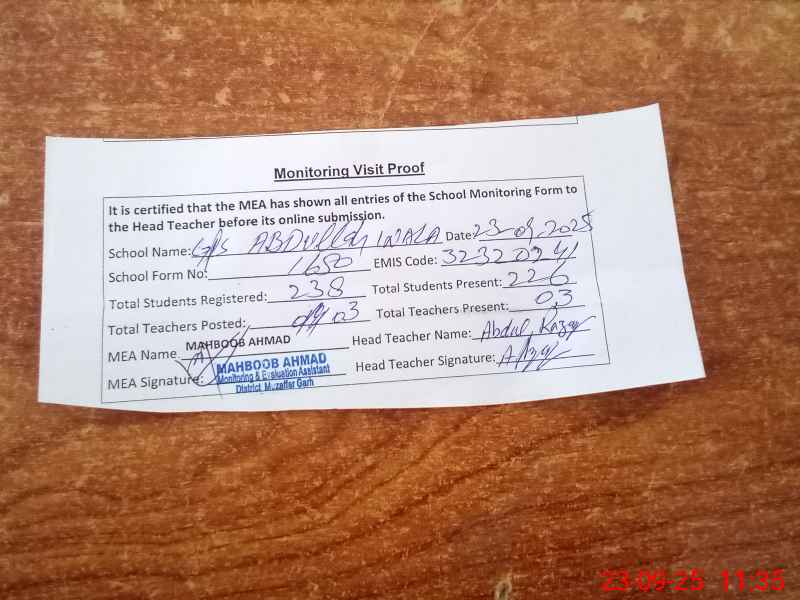 Monitoring Visit Proof
It is certified that the MEA has shown all entries of the School Monitoring Form to
the Head Teacher before its online submission.
School Name: G/s ABDULLAH WALA Date: 23-09-2025
School Form No: 1650 EMIS Code: 32320241
Total Students Registered: 238 Total Students Present: 226
Total Teachers Posted: 03 Total Teachers Present: 03
MEA Name. MAHBOOB AHMAD Head Teacher Name: Abdul Razaq
MEA Signature: Head Teacher Signature:
MAHBOOB AHMAD
Monitoring & Evaluation Assistant
District Muzaffar Garh
23-09-25 11:35